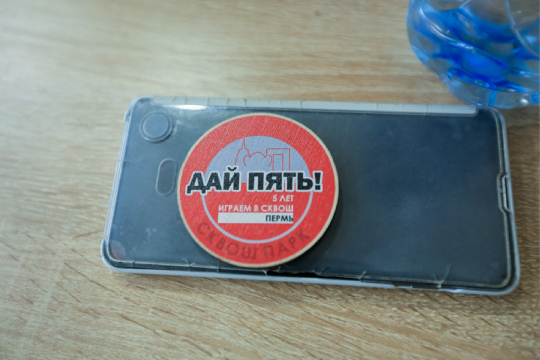 ДАЙ ПЯТЬ!
5 ЛЕТ
ИГРАЕМ В СКВОШ
ПЕРМЬ
СКВОШ ПАРК